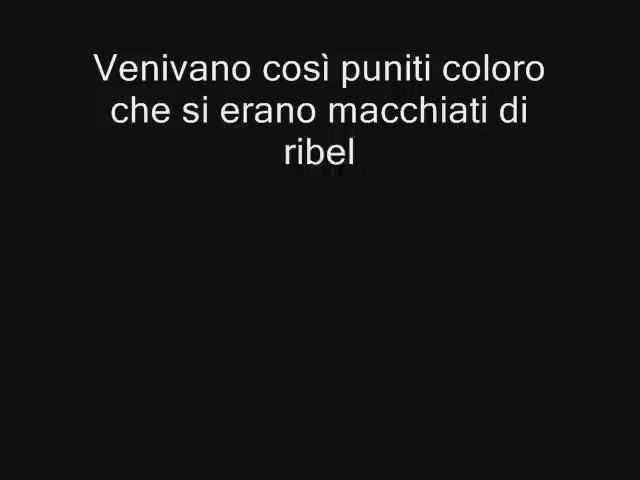 Venivano così puniti coloro
che si erano macchiati di
ribel